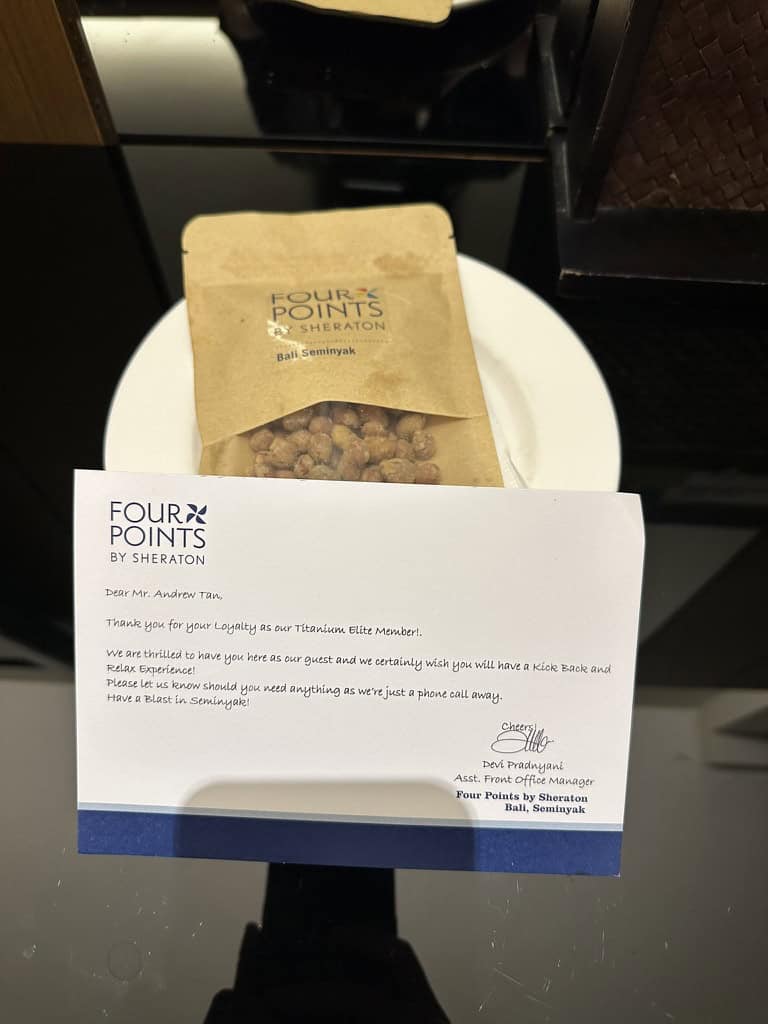 FOUR
POINTS
BY SHERATON
Bali Seminyak
FOUR
POINTS
BY SHERATON
Dear Mr. Andrew Tan,
Thank you for your Loyalty as our Titanium Elite Member!.
We are thrilled to have you here as our guest and we certainly wish you will have a Kick Back and
Relax Experience!
Please let us know should you need anything as we're just a phone call away.
Have a Blast in Seminyak!
Cheers!
Devi Pradnyani
Asst. Front Office Manager
Four Points by Sheraton
Bali, Seminyak